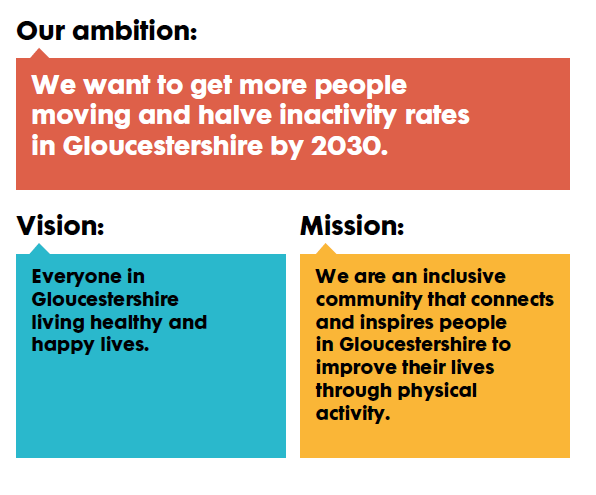 Our ambition:
We want to get more people
moving and halve inactivity rates
in Gloucestershire by 2030.
Vision:
Everyone in
Gloucestershire
living healthy and
happy lives.
Mission:
We are an inclusive
community that connects
and inspires people
in Gloucestershire to
improve their lives
through physical
activity.